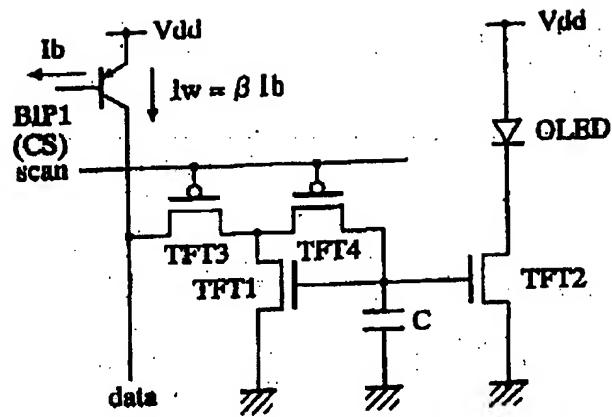 Vdd
Vdd
Ib
Iw = β Ib
BIP1
(CS)
scan
OLED
TFT3
TFT4
TFT1
TFT2
C
data